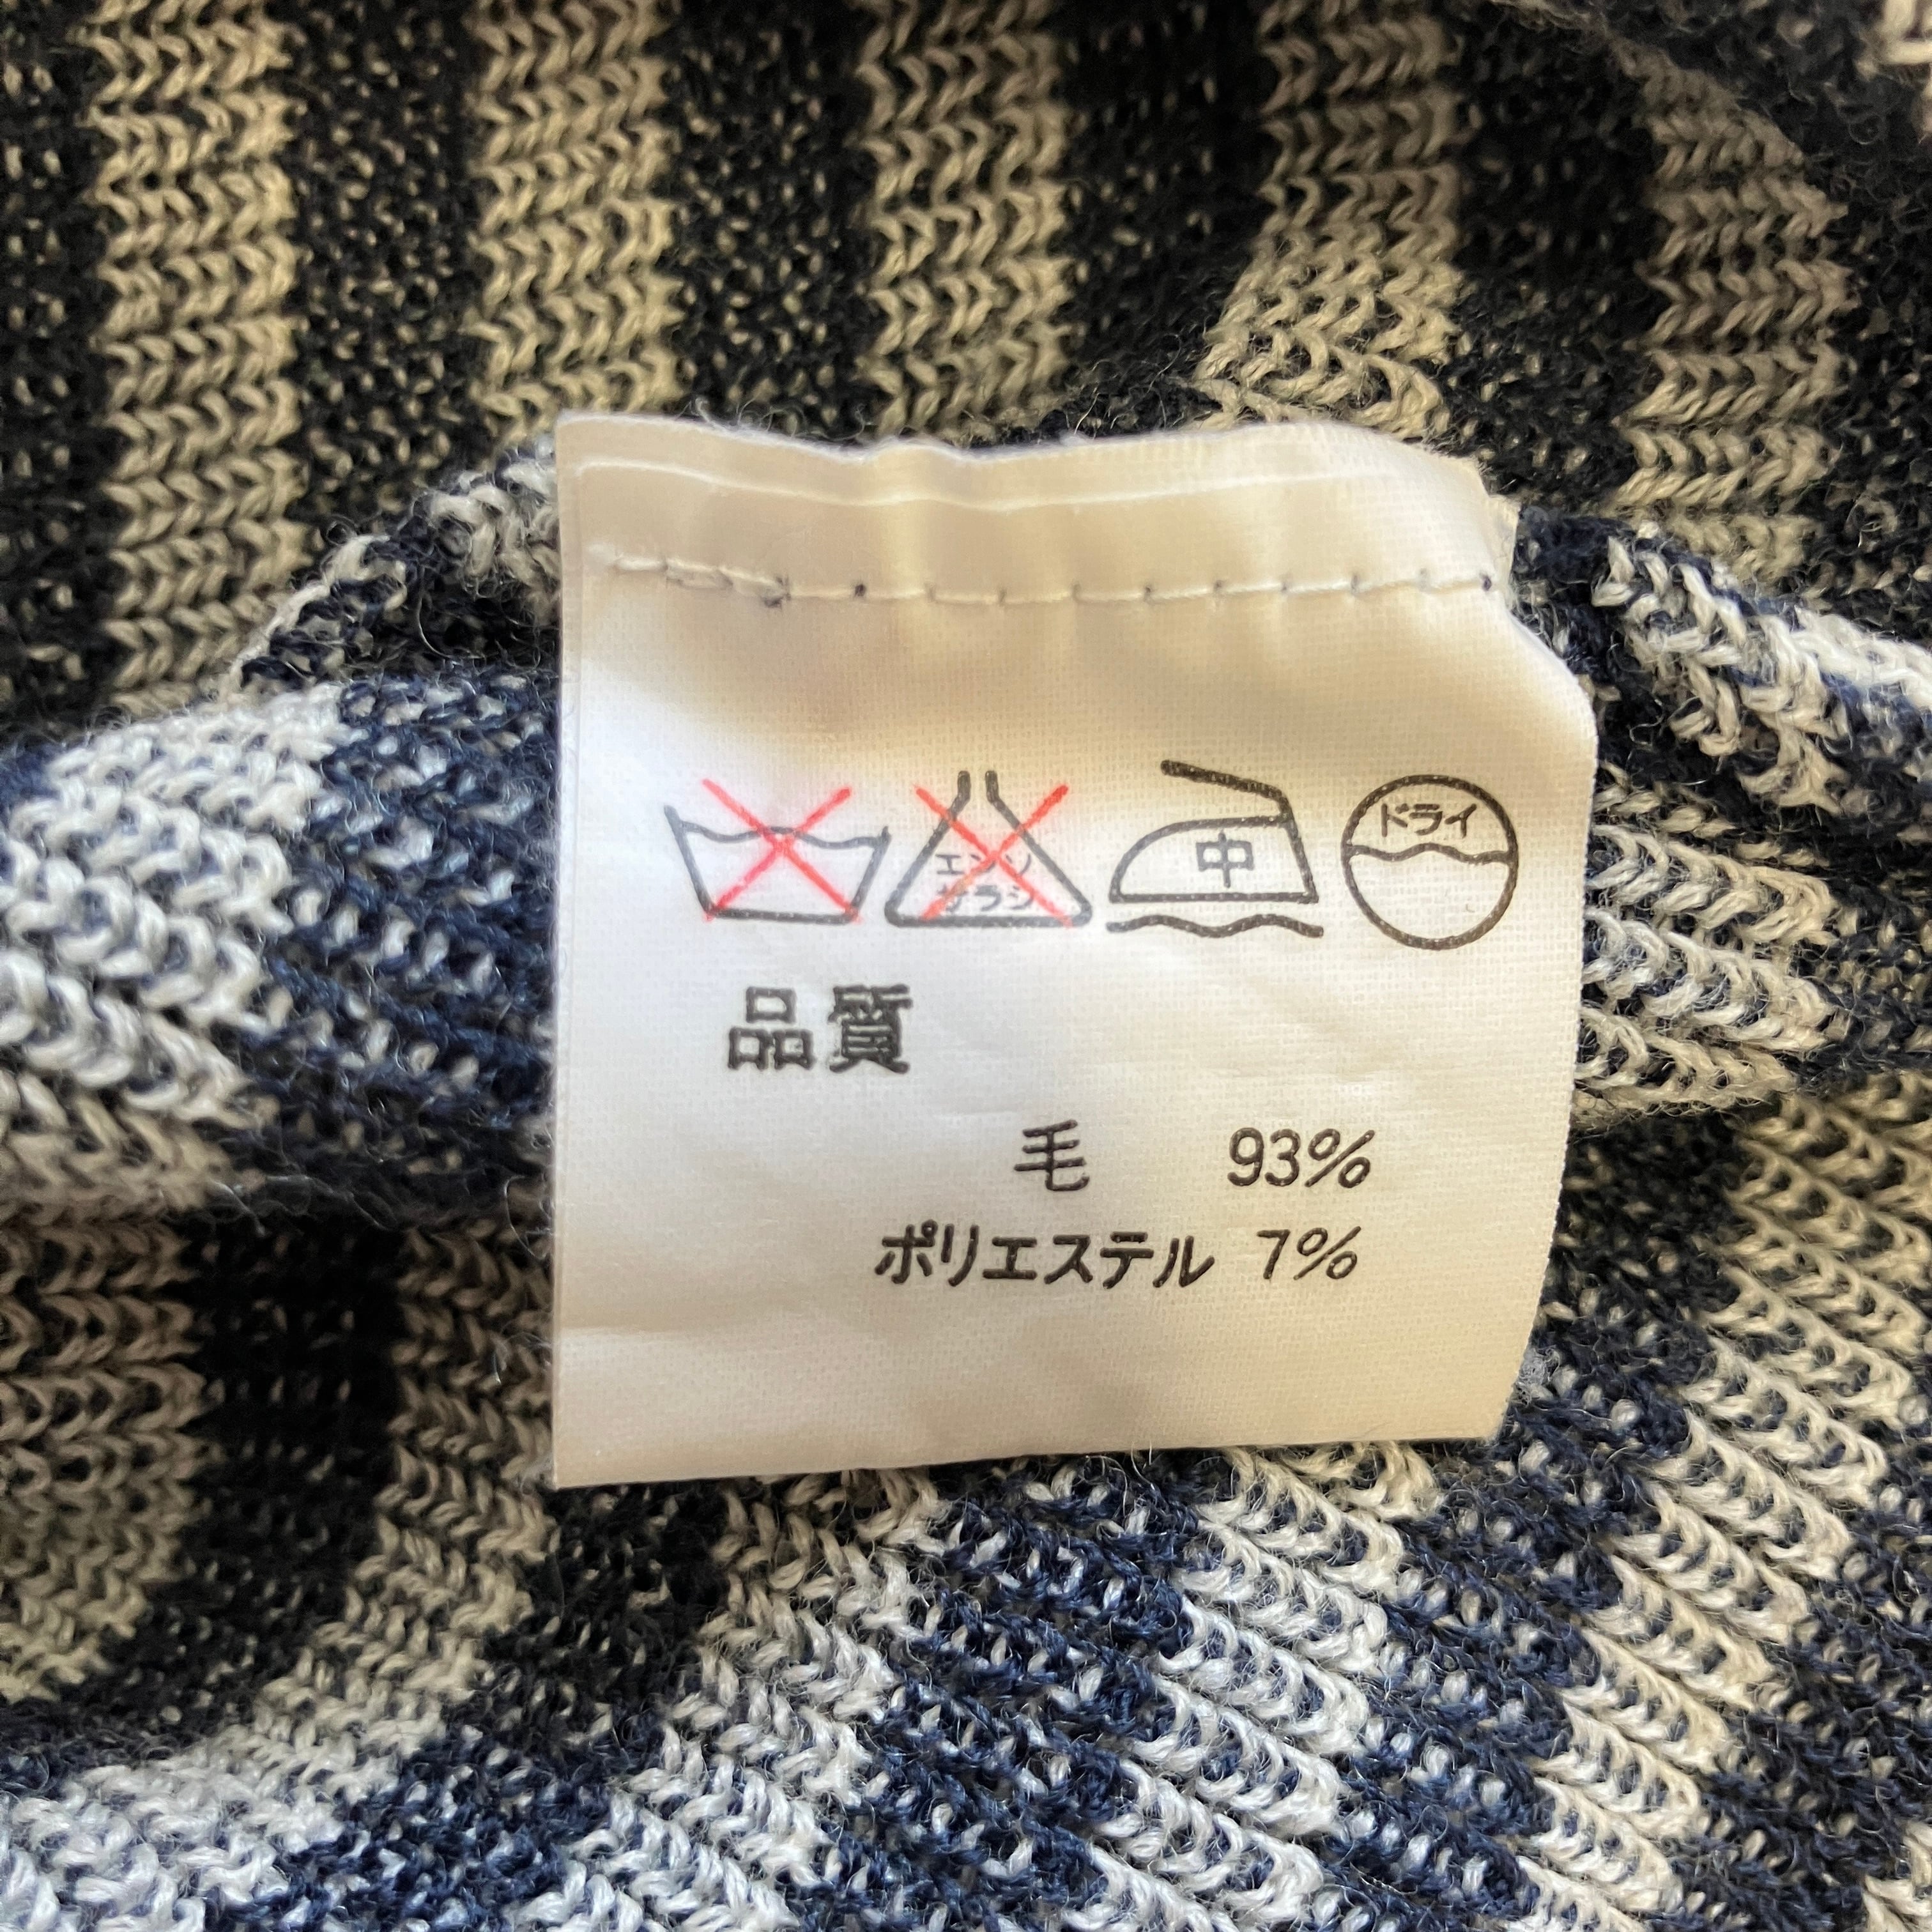 エンソ
サラシ
中
ドライ
品質
毛 93%
ポリエステル 7%